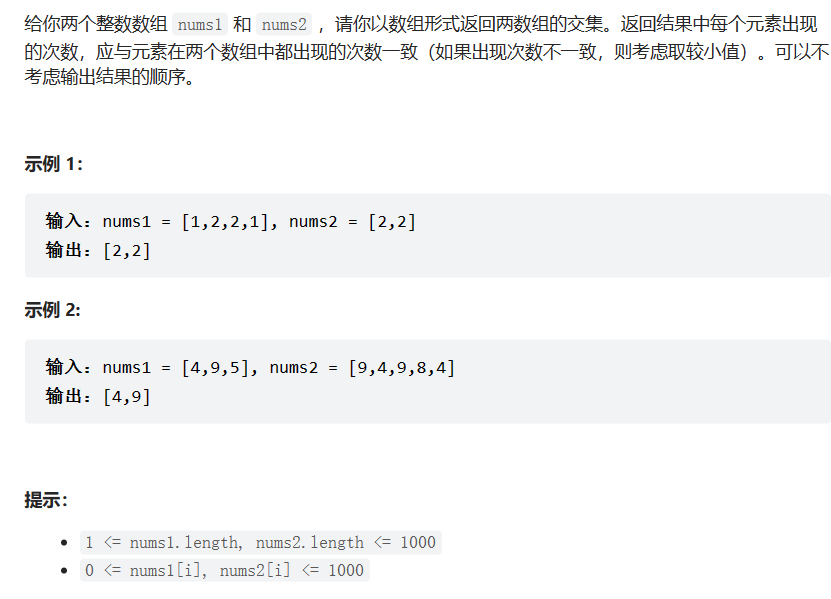 给你两个整数数组 nums1 和 nums2 ，请你以数组形式返回两数组的交集。返回结果中每个元素出现
的次数，应与元素在两个数组中都出现的次数一致（如果出现次数不一致，则考虑取较小值）。可以不
考虑输出结果的顺序。
示例 1：
输入：nums1 = [1,2,2,1], nums2 = [2,2]
输出：[2,2]
示例 2:
输入：nums1 = [4,9,5], nums2 = [9,4,9,8,4]
输出：[4,9]
提示：
• 1 <= nums1.length, nums2.length <= 1000
• 0 <= nums1[i], nums2[i] <= 1000